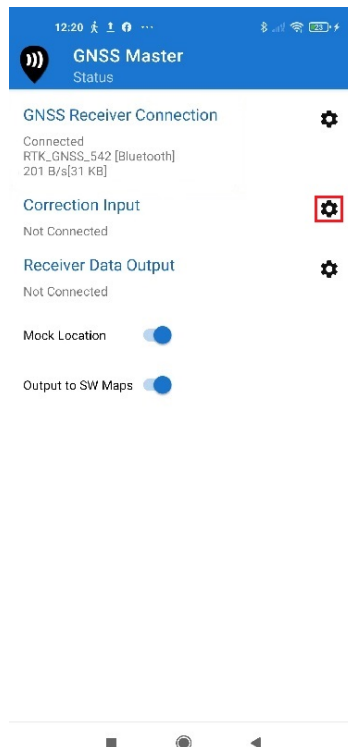 12:20
23
GNSS Master
Status
GNSS Receiver Connection
Connected
RTK_GNSS_542 [Bluetooth]
201 B/s[31 KB]
Correction Input
Not Connected
Receiver Data Output
Not Connected
Mock Location
Output to SW Maps